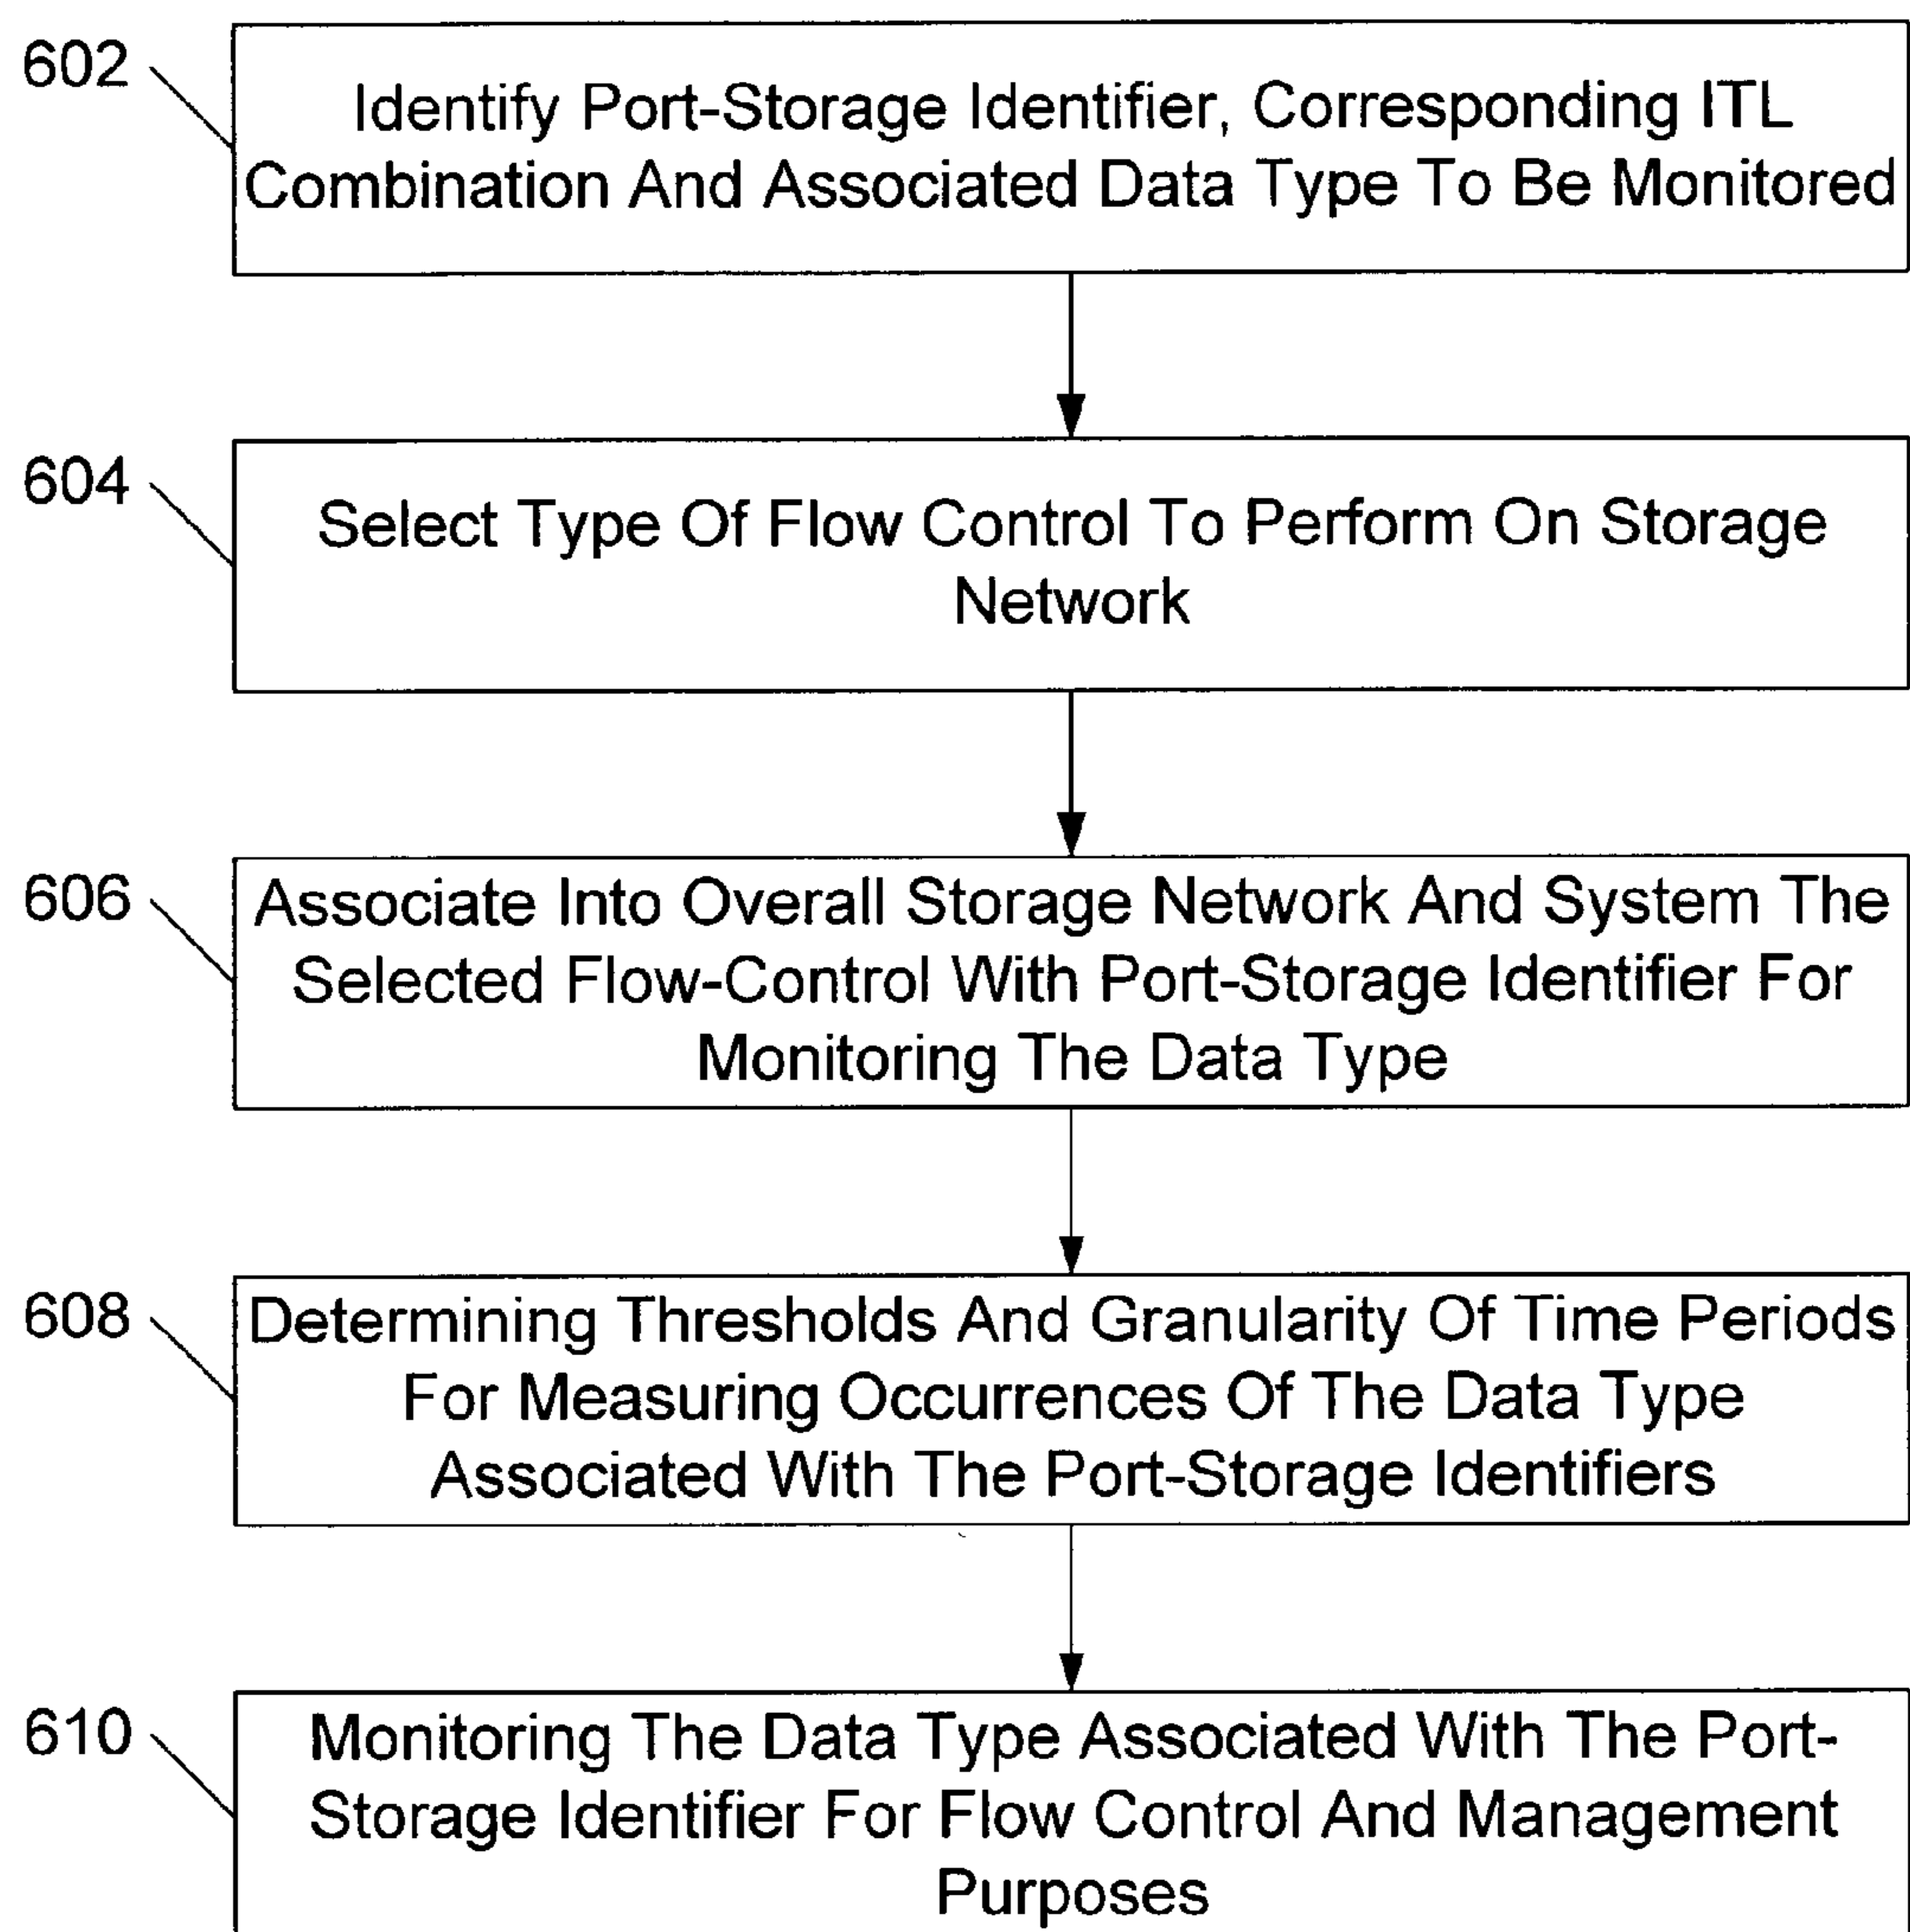 602
Identify Port-Storage Identifier, Corresponding ITL
Combination And Associated Data Type To Be Monitored
604
Select Type Of Flow Control To Perform On Storage
Network
606
Associate Into Overall Storage Network And System The
Selected Flow-Control With Port-Storage Identifier For
Monitoring The Data Type
608
Determining Thresholds And Granularity Of Time Periods
For Measuring Occurrences Of The Data Type
Associated With The Port-Storage Identifiers
610
Monitoring The Data Type Associated With The Port-
Storage Identifier For Flow Control And Management
Purposes